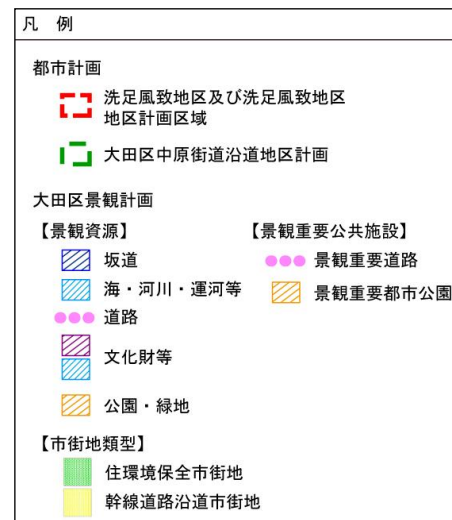 凡 例
都市計画
洗足風致地区及び洗足風致地区
地区計画区域
大田区中原街道沿道地区計画
大田区景観計画
【景観資源】
坂道
海・河川・運河等
道路
文化財等
公園・緑地
【景観重要公共施設】
景観重要道路
景観重要都市公園
【市街地類型】
住環境保全市街地
幹線道路沿道市街地